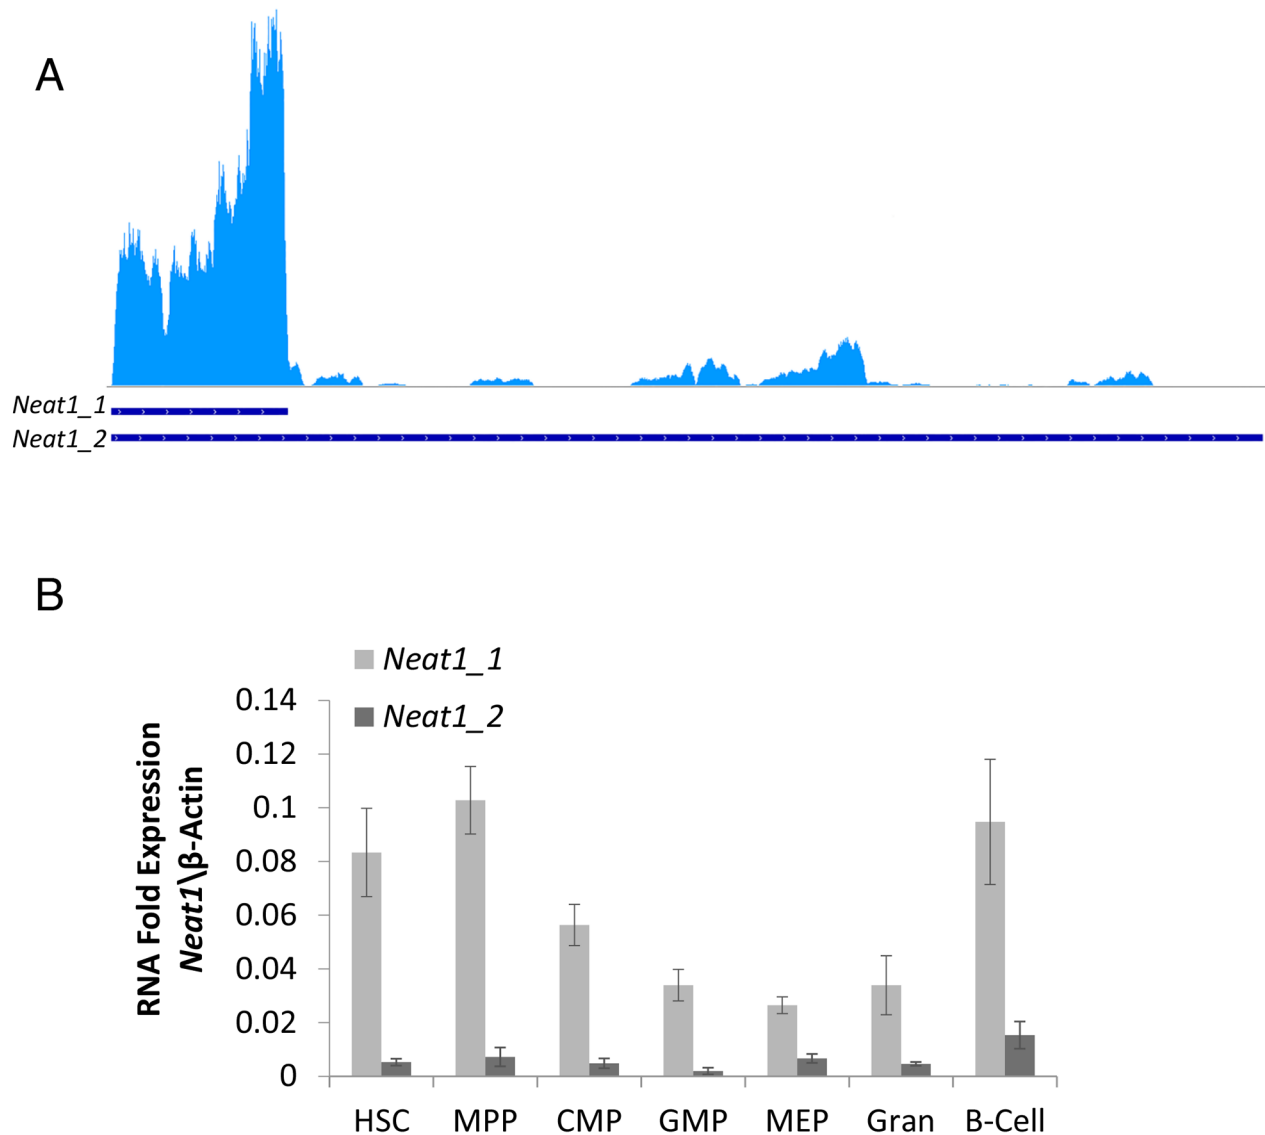 A
Neat1_1
Neat1_2
B
Neat1_1
Neat1_2
RNA Fold Expression
Neat1\β-Actin
0.14
0.12
0.1
0.08
0.06
0.04
0.02
0
HSC MPP CMP GMP MEP Gran B-Cell